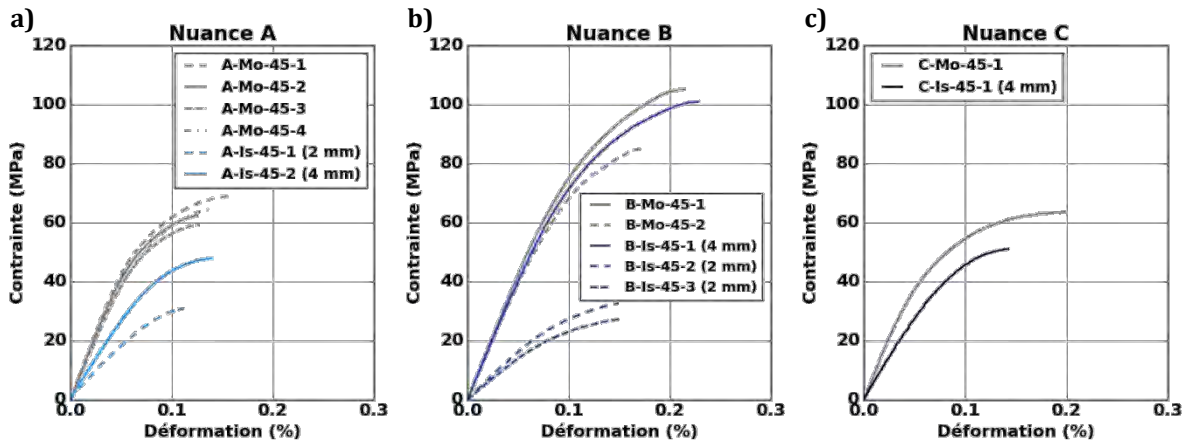 a)
Nuance A
120
100
80
60
40
20
0
0.0
0.1
0.2
0.3
Contrainte (MPa)
Déformation (%)
A-Mo-45-1
A-Mo-45-2
A-Mo-45-3
A-Mo-45-4
A-Is-45-1 (2 mm)
A-Is-45-2 (4 mm)
b)
Nuance B
120
100
80
60
40
20
0
0.0
0.1
0.2
0.3
Contrainte (MPa)
Déformation (%)
B-Mo-45-1
B-Mo-45-2
B-Is-45-1 (4 mm)
B-Is-45-2 (2 mm)
B-Is-45-3 (2 mm)
c)
Nuance C
120
100
80
60
40
20
0
0.0
0.1
0.2
0.3
Contrainte (MPa)
Déformation (%)
C-Mo-45-1
C-Is-45-1 (4 mm)